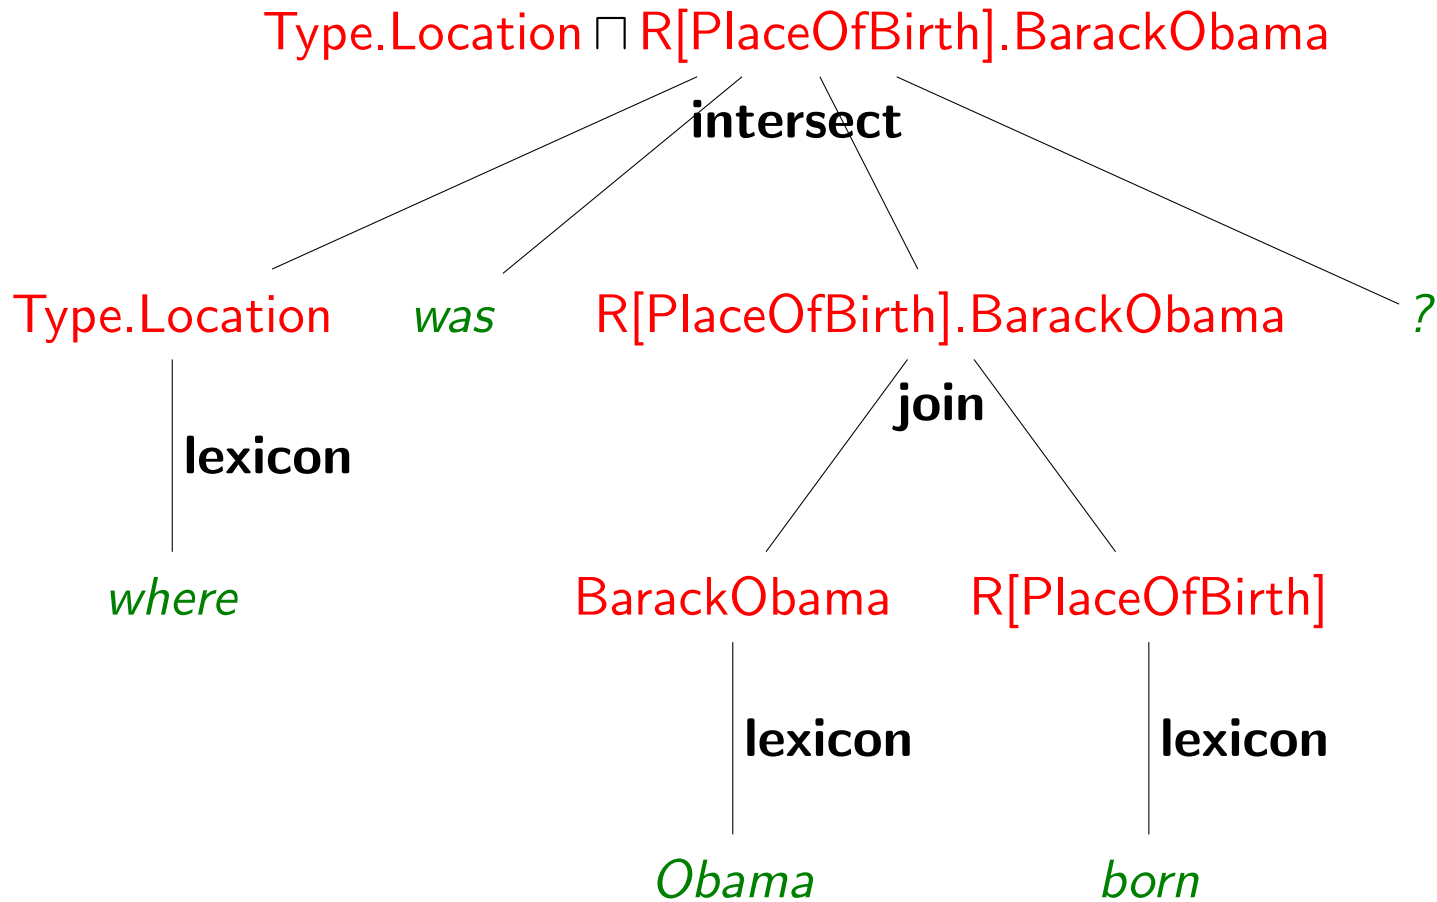 Type.Location ⊓ R[PlaceOfBirth].BarackObama
intersect
Type.Location was R[PlaceOfBirth].BarackObama ?
join
lexicon
where BarackObama R[PlaceOfBirth]
lexicon lexicon
Obama born